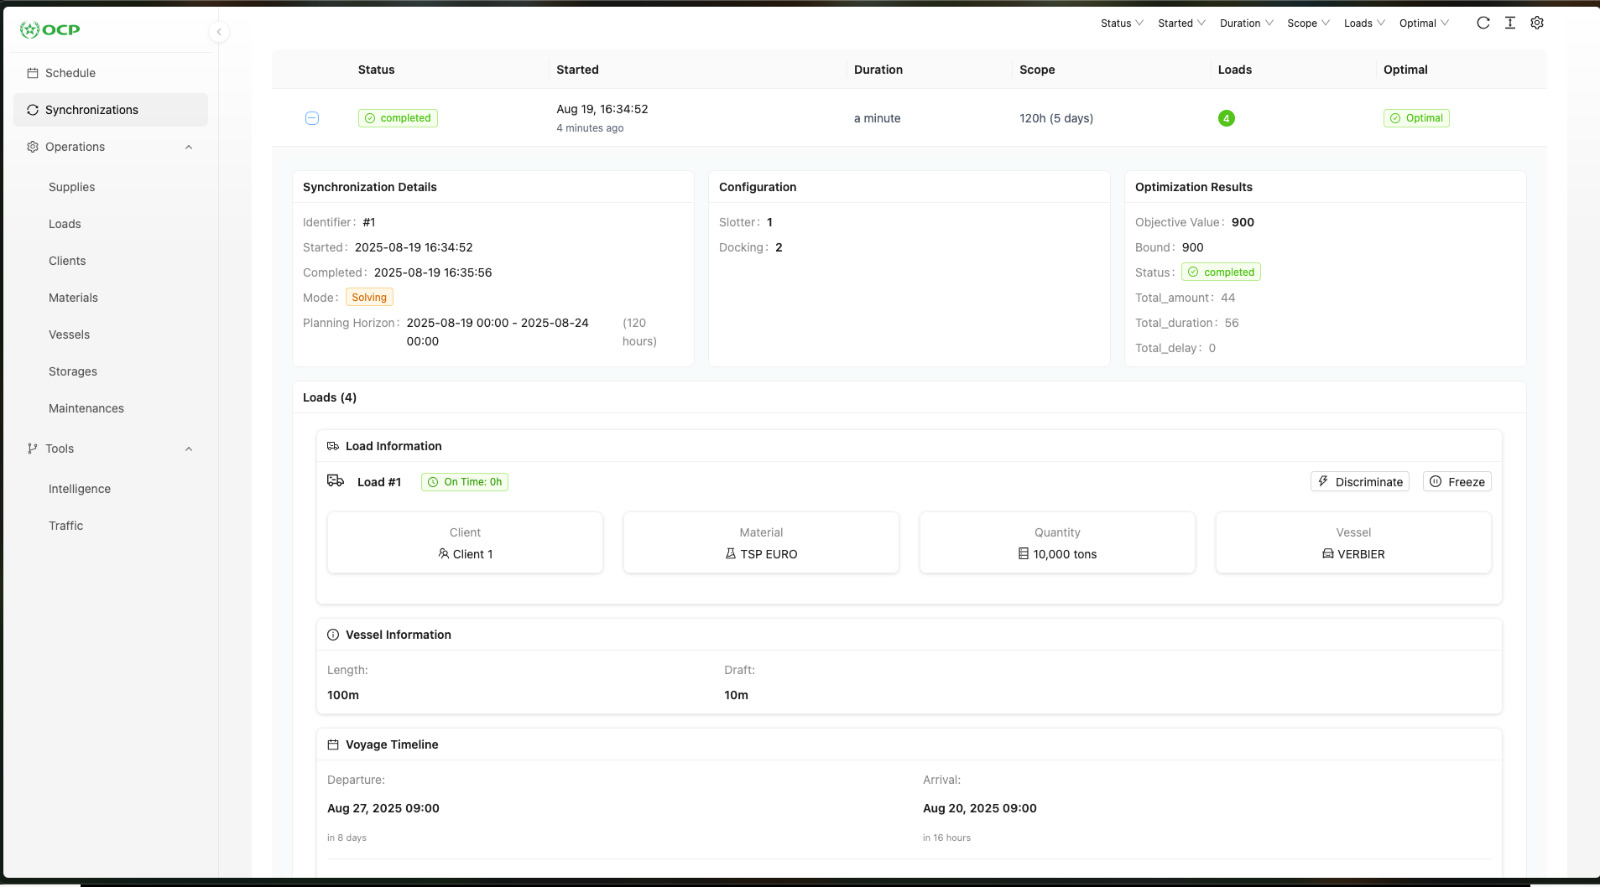 OCP
Status Started Duration Scope Loads Optimal
Schedule
Synchronizations
Operations
Supplies
Loads
Clients
Materials
Vessels
Storages
Maintenances
Tools
Intelligence
Traffic
Status Started Duration Scope Loads Optimal
completed Aug 19, 16:34:52 a minute 120h (5 days) 4 Optimal
4 minutes ago
Synchronization Details
Identifier: #1
Started: 2025-08-19 16:34:52
Completed: 2025-08-19 16:35:56
Mode: Solving
Planning Horizon: 2025-08-19 00:00 - 2025-08-24 (120
00:00 hours)
Configuration
Slotter: 1
Docking: 2
Optimization Results
Objective Value: 900
Bound: 900
Status: completed
Total_amount: 44
Total_duration: 56
Total_delay: 0
Loads (4)
Load Information
Load #1 On Time: 0h Discriminate Freeze
Client
Client 1
Material
TSP EURO
Quantity
10,000 tons
Vessel
VERBIER
Vessel Information
Length:
100m
Draft:
10m
Voyage Timeline
Departure:
Aug 27, 2025 09:00
in 8 days
Arrival:
Aug 20, 2025 09:00
in 16 hours